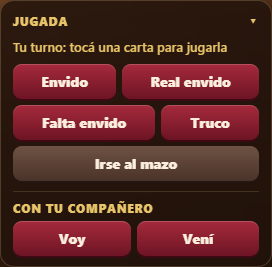 JUGADA ▼
Tu turno: tocá una carta para jugarla
Envido Real envido
Falta envido Truco
Irse al mazo
CON TU COMPAÑERO
Voy Vení